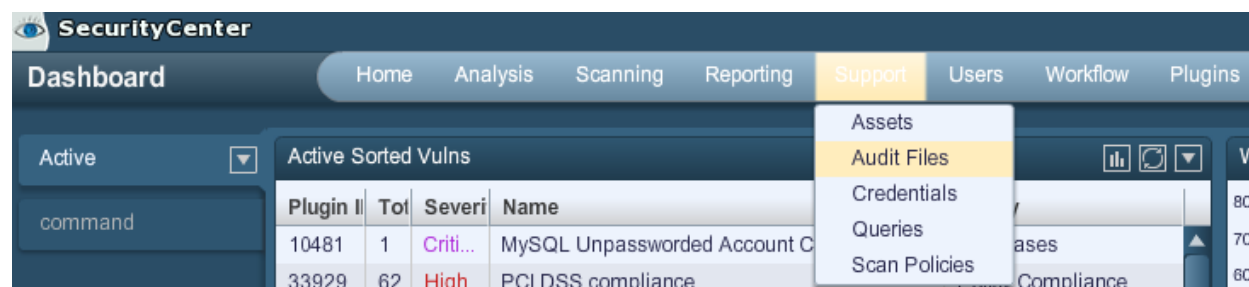 SecurityCenter
Dashboard Home Analysis Scanning Reporting Support Users Workflow Plugins
Assets
Active Active Sorted Vulns Audit Files
Credentials
Plugin I Tot Severi Name
command Queries
10481 1 Criti... MySQL Unpassworded Account C ases
Scan Policies
33929 62 High PCI DSS compliance Compliance
80
70
60